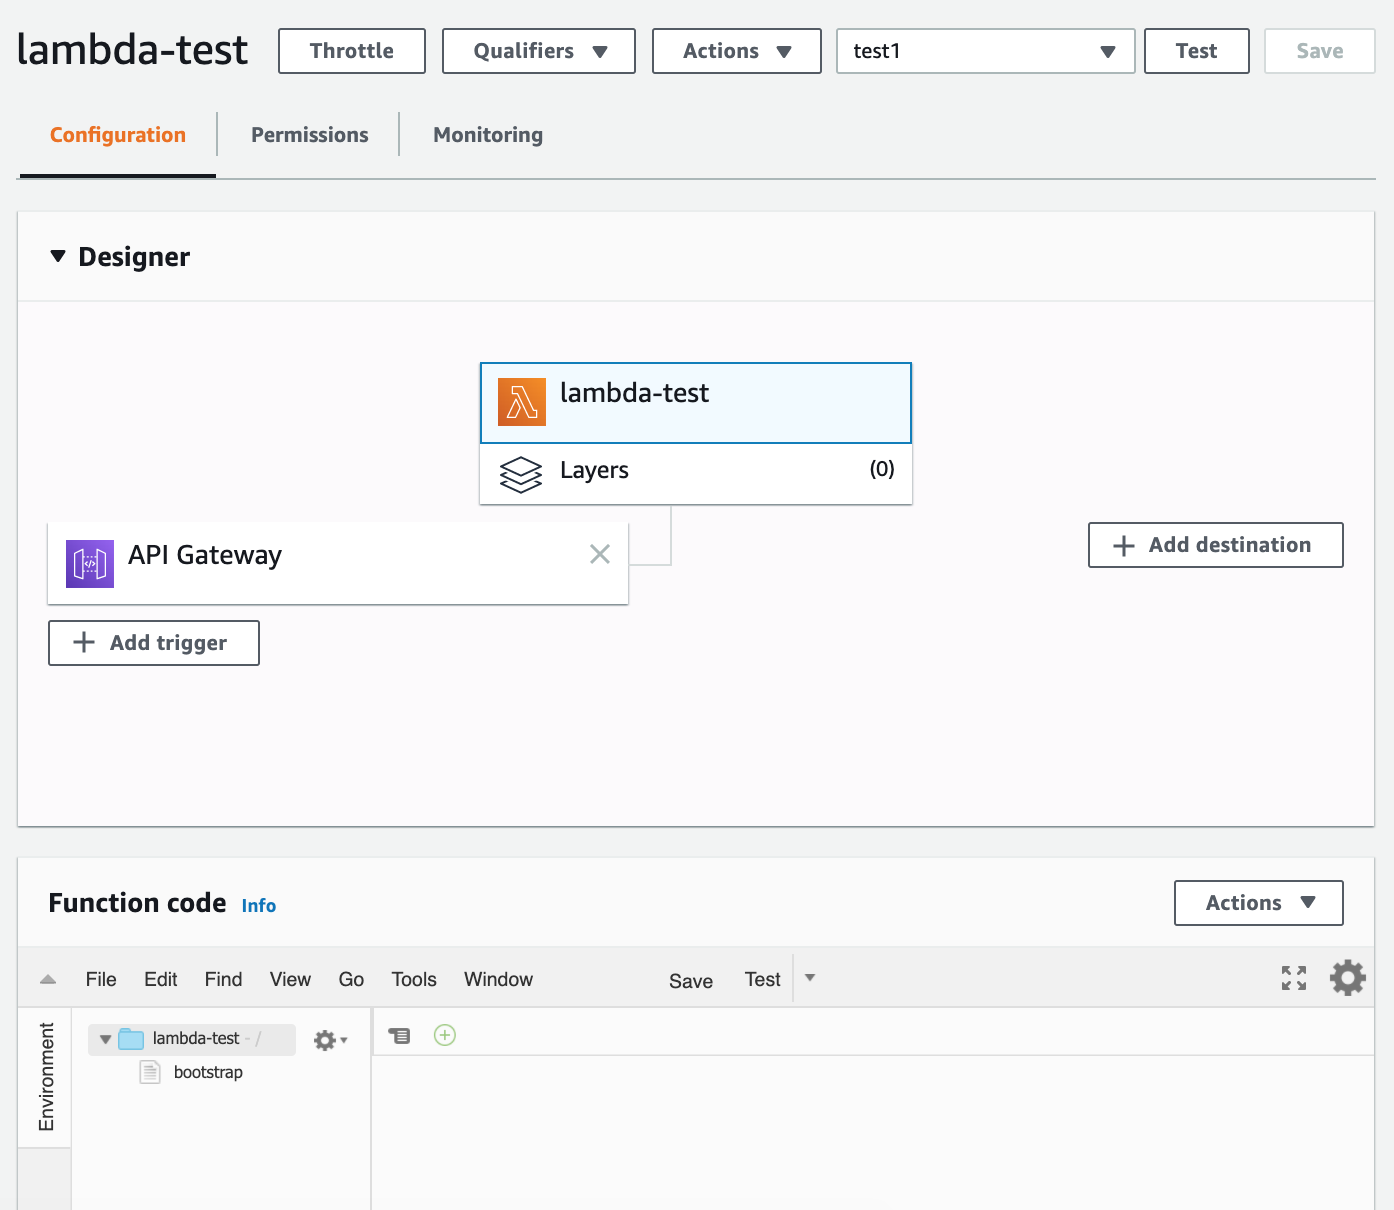 lambda-test Throttle Qualifiers Actions test1 Test Save
Configuration Permissions Monitoring
Designer
lambda-test
Layers (0)
API Gateway
Add destination
Add trigger
Function code Info Actions
File Edit Find View Go Tools Window Save Test
Environment
lambda-test - /
bootstrap